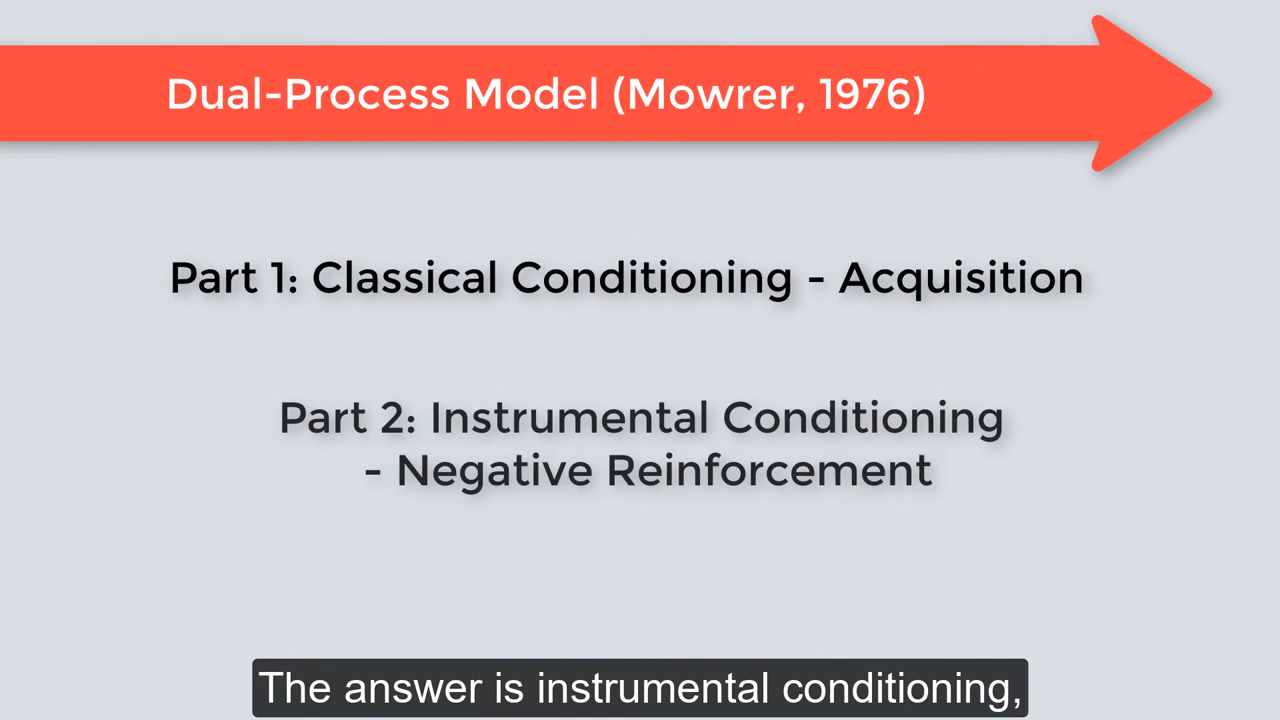 Dual-Process Model (Mowrer, 1976)
Part 1: Classical Conditioning - Acquisition
Part 2: Instrumental Conditioning
- Negative Reinforcement
The answer is instrumental conditioning,